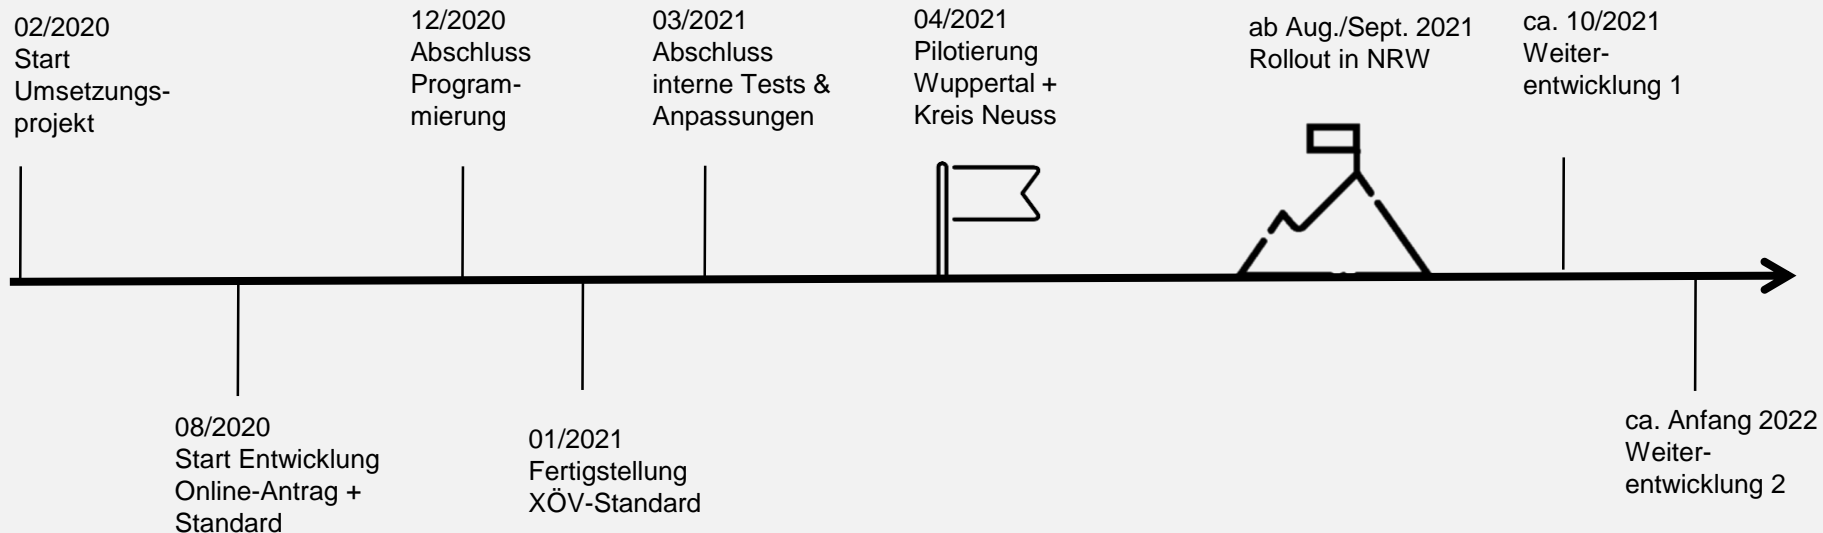 02/2020
Start
Umsetzungs-
projekt
12/2020
Abschluss
Program-
mierung
03/2021
Abschluss
interne Tests &
Anpassungen
04/2021
Pilotierung
Wuppertal +
Kreis Neuss
ab Aug./Sept. 2021
Rollout in NRW
ca. 10/2021
Weiter-
entwicklung 1
08/2020
Start Entwicklung
Online-Antrag +
Standard
01/2021
Fertigstellung
XÖV-Standard
ca. Anfang 2022
Weiter-
entwicklung 2